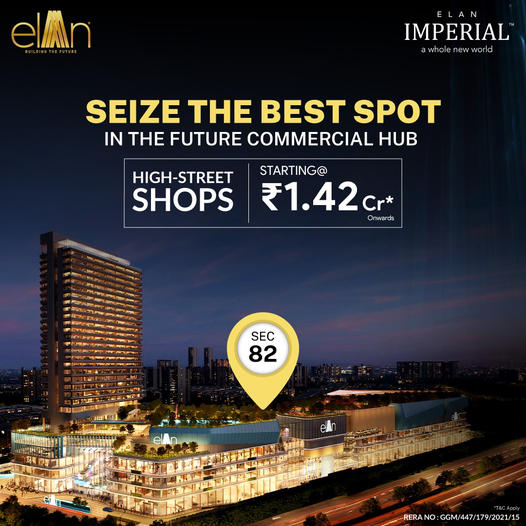 elan
BUILDING THE FUTURE
ELAN
IMPERIAL™
a whole new world
SEIZE THE BEST SPOT
IN THE FUTURE COMMERCIAL HUB
HIGH-STREET
SHOPS
STARTING@
₹1.42 Cr*
Onwards
SEC
82
elan
elan
elan
*T&C Apply
RERA NO : GGM/447/179/2021/15